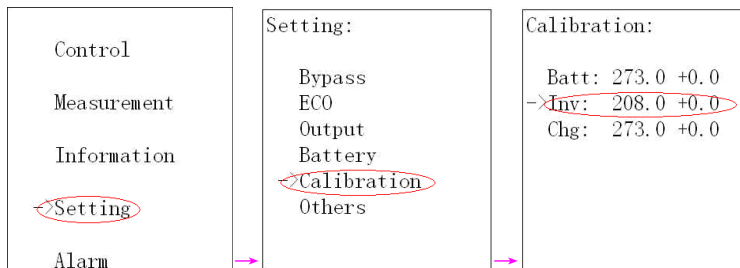 Control
Measurement
Information
->Setting
Alarm
Setting:
Bypass
ECO
Output
Battery
->Calibration
Others
Calibration:
Batt: 273.0 +0.0
->Inv: 208.0 +0.0
Chg: 273.0 +0.0